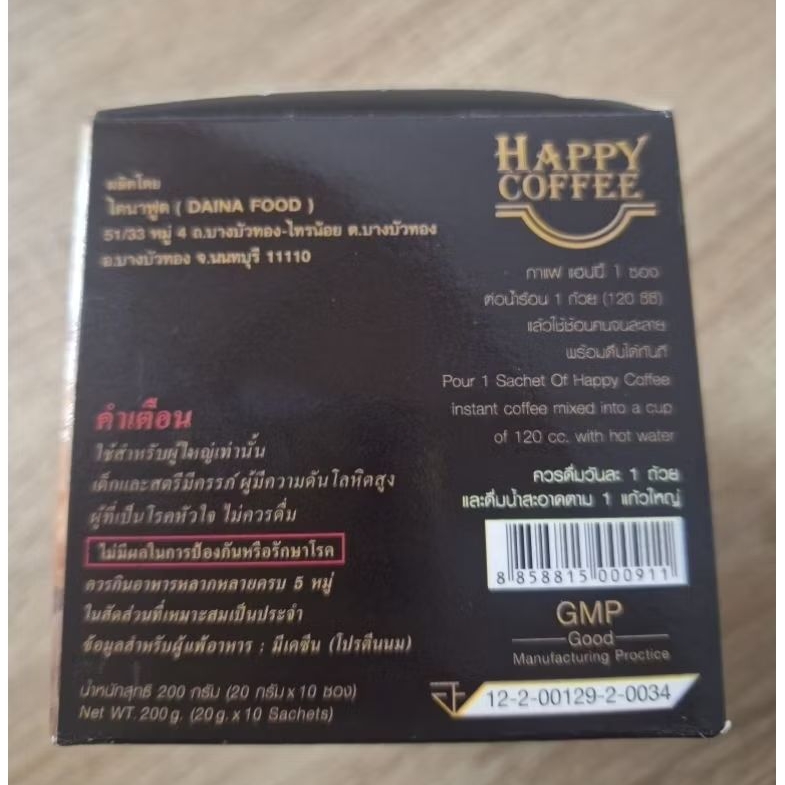 HAPPY
COFFEE
ผลิตโดย
ไดนาฟูด ( DAINA FOOD )
51/33 หมู่ 4 ถ.บางบัวทอง-ไทรน้อย ต.บางบัวทอง
อ.บางบัวทอง จ.นนทบุรี 11110
กาแฟ แฮปปี้ 1 ซอง
ต่อน้ำร้อน 1 ถ้วย (120 ซีซี)
แล้วใช้ช้อนคนจนละลาย
พร้อมดื่มได้ทันที
Pour 1 Sachet Of Happy Coffee
instant coffee mixed into a cup
of 120 cc. with hot water
ควรดื่มวันละ 1 ถ้วย
และดื่มน้ำสะอาดตาม 1 แก้วใหญ่
8 858815 000911
GMP
Good
Manufacturing Proctice
12-2-00129-2-0034
คำเตือน
ใช้สำหรับผู้ใหญ่เท่านั้น
เด็กและสตรีมีครรภ์ ผู้มีความดันโลหิตสูง
ผู้ที่เป็นโรคหัวใจ ไม่ควรดื่ม
ไม่มีผลในการป้องกันหรือรักษาโรค
ควรกินอาหารหลากหลายครบ 5 หมู่
ในสัดส่วนที่เหมาะสมเป็นประจำ
ข้อมูลสำหรับผู้แพ้อาหาร : มีเคซีน (โปรตีนนม)
น้ำหนักสุทธิ 200 กรัม (20 กรัม x 10 ซอง)
Net WT. 200 g. (20 g. x 10 Sachets)